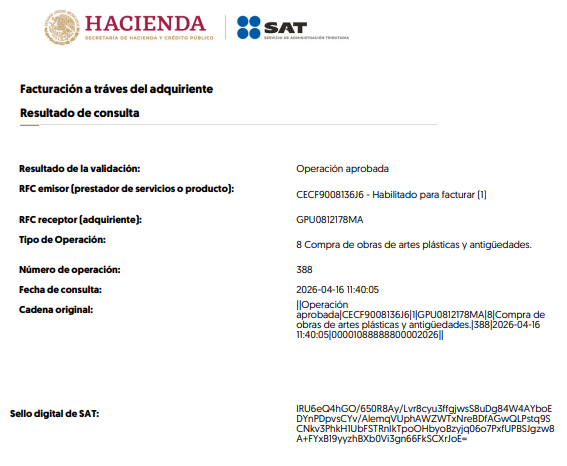 HACIENDA
SECRETARÍA DE HACIENDA Y CRÉDITO PÚBLICO
SAT
SERVICIO DE ADMINISTRACIÓN TRIBUTARIA
Facturación a tráves del adquiriente
Resultado de consulta
Resultado de la validación: Operación aprobada
RFC emisor (prestador de servicios o producto): CECF9008136J6 - Habilitado para facturar (1)
RFC receptor (adquiriente): GPU0812178MA
Tipo de Operación: 8 Compra de obras de artes plásticas y antigüedades.
Número de operación: 388
Fecha de consulta: 2026-04-16 11:40:05
Cadena original: ||Operación
aprobada|CECF9008136J6|1|GPU0812178MA|8|Compra de
obras de artes plásticas y antigüedades.|388|2026-04-16
11:40:05|00001088888800002026||
Sello digital de SAT: lRU6eQ4hGO/650R8Ay/Lvr8cyu3ffgjwsS8uDg84W4AYboE
DYnPDpvsCYv/AlemqVUphAWZWTxNreBDfAGwQLPstq9S
CNkv3PhkH1UbFSTRnlkTpoOHbyoBzyjq06o7PxfUPBSJgzw8
A+FYxB19yyzhBXb0Vi3gn66FkSCXrJoE=